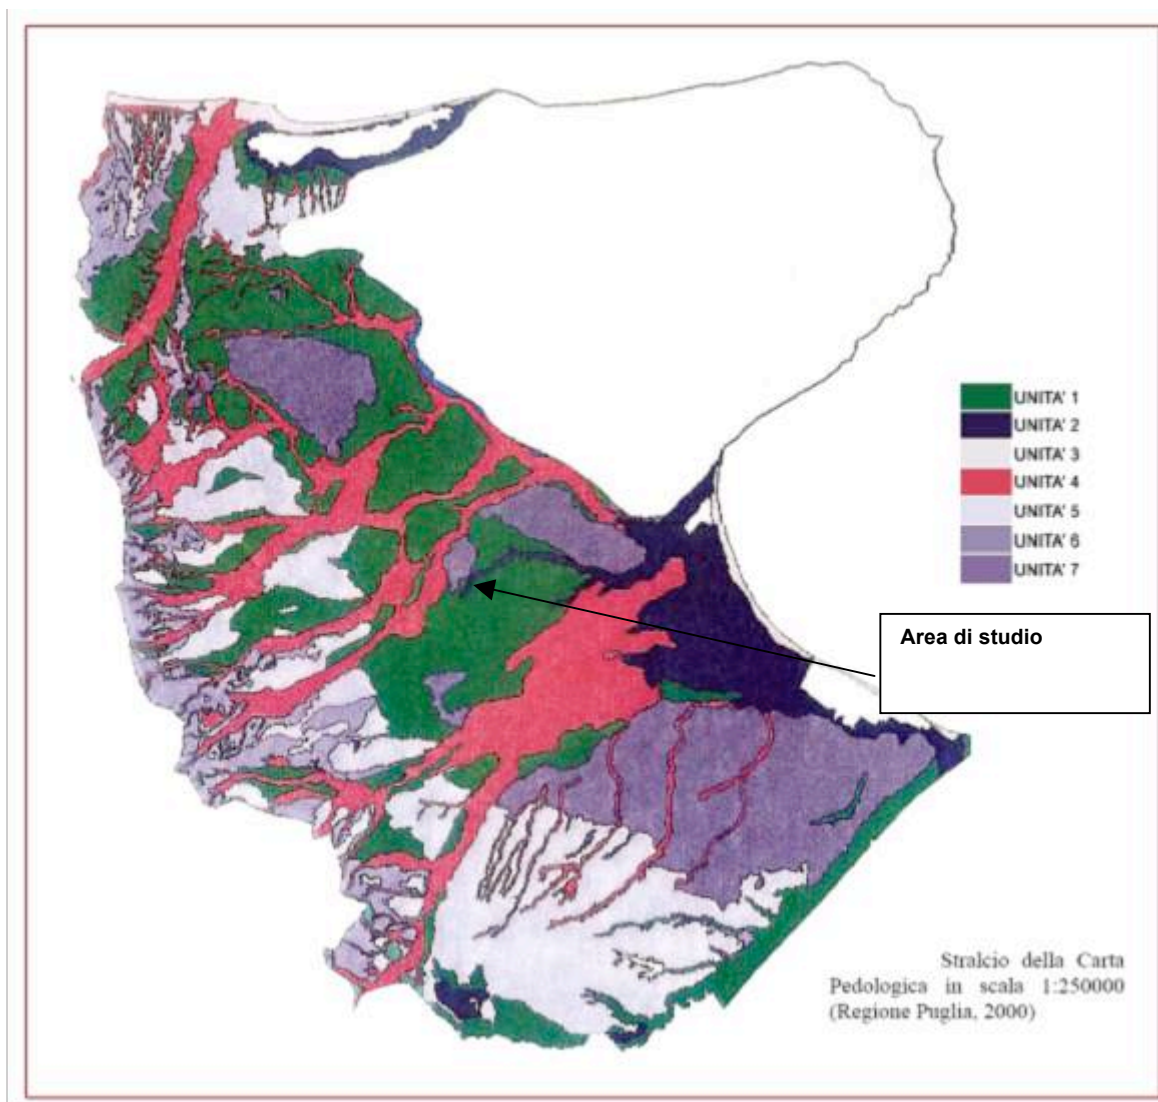 UNITA' 1
UNITA' 2
UNITA' 3
UNITA' 4
UNITA' 5
UNITA' 6
UNITA' 7
Area di studio
Stralcio della Carta
Pedologica in scala 1:250000
(Regione Puglia, 2000)